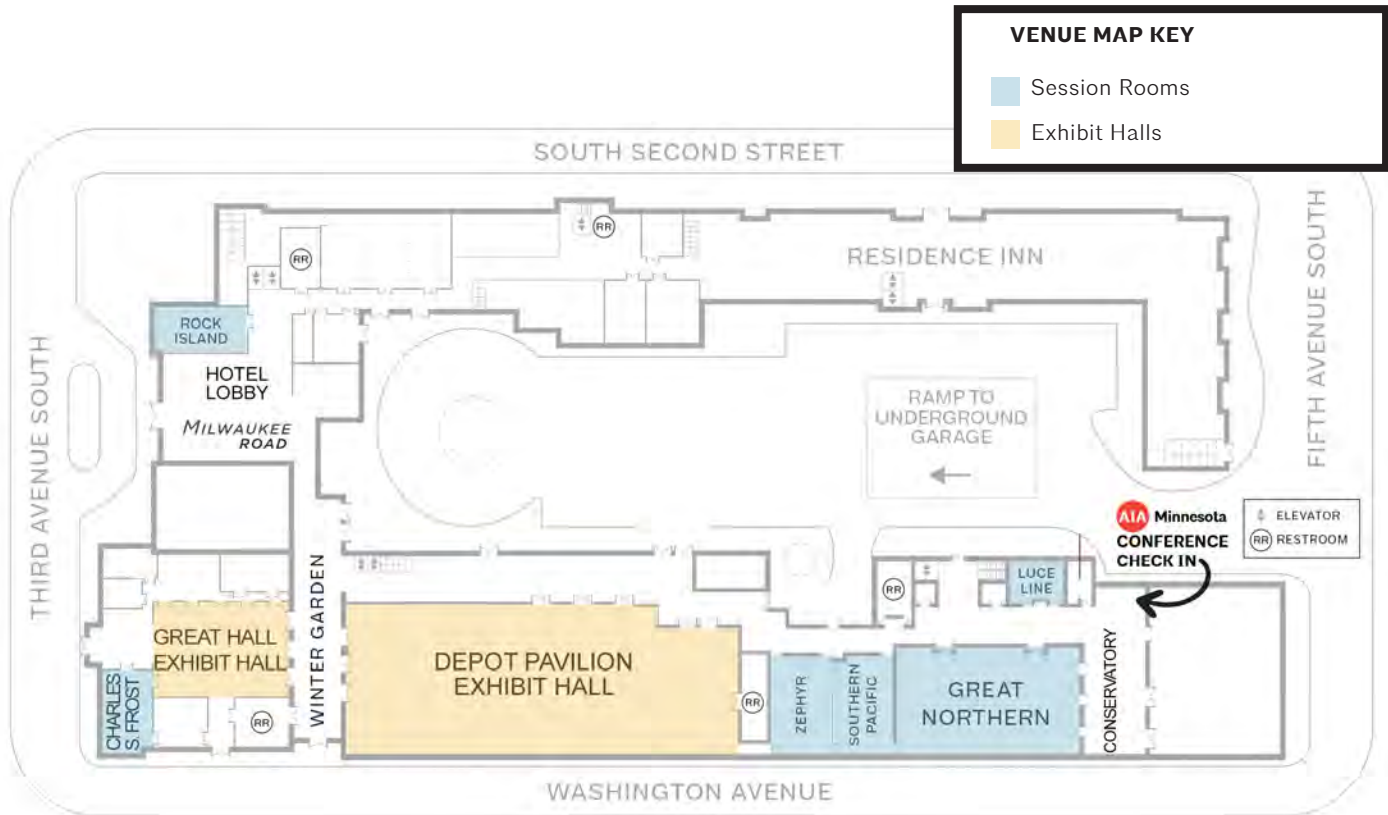 VENUE MAP KEY
Session Rooms
Exhibit Halls
SOUTH SECOND STREET
THIRD AVENUE SOUTH
FIFTH AVENUE SOUTH
RR
RR
RESIDENCE INN
ROCK
ISLAND
HOTEL
LOBBY
MILWAUKEE
ROAD
RAMP TO
UNDERGROUND
GARAGE
AIA Minnesota
CONFERENCE
CHECK IN
ELEVATOR
RR RESTROOM
WINTER GARDEN
GREAT HALL
EXHIBIT HALL
CHARLES
S. FROST
RR
DEPOT PAVILION
EXHIBIT HALL
RR
ZEPHYR
SOUTHERN
PACIFIC
RR
LUCE
LINE
GREAT
NORTHERN
CONSERVATORY
WASHINGTON AVENUE